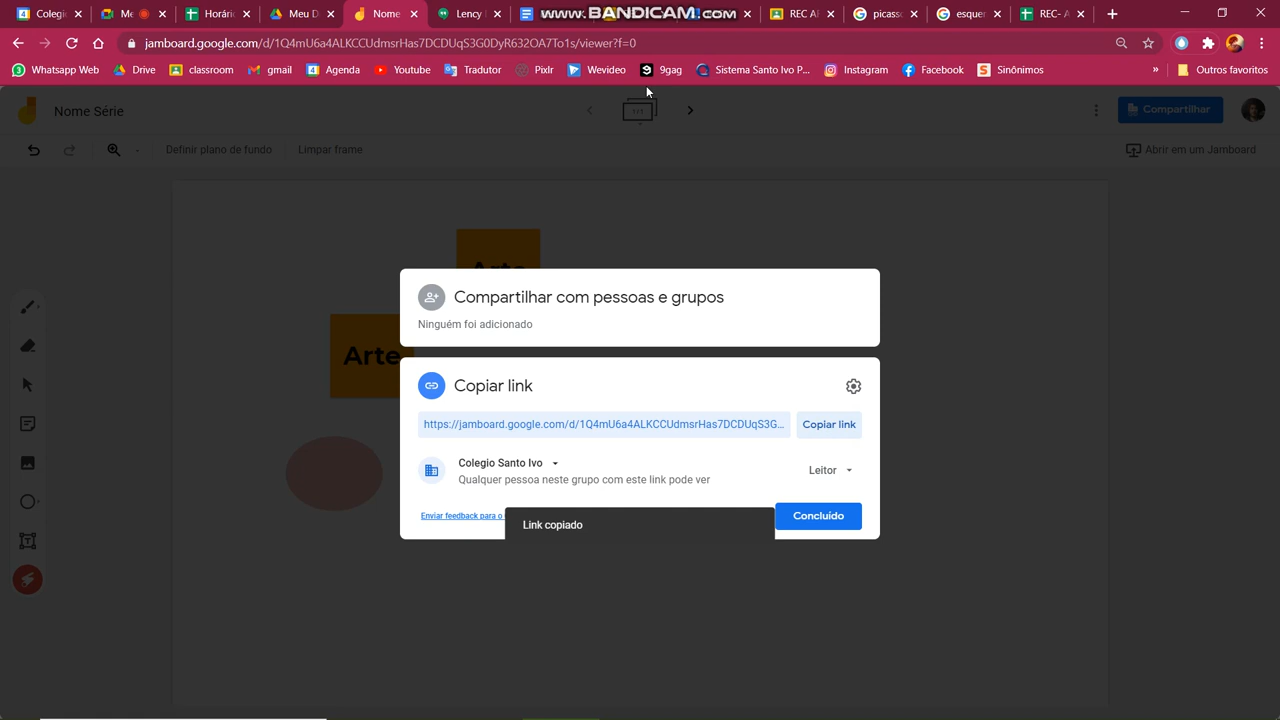 Colegi
Me
Horári
Meu D
Nome
Lency
www.BANDICAM.com
REC A
picass
esque
REC- A
jamboard.google.com/d/1Q4mU6a4ALKCCUdmsrHas7DCDUqS3G0DyR632OA7To1s/viewer?f=0
Whatsapp Web
Drive
classroom
gmail
Agenda
Youtube
Tradutor
Pixlr
Wevideo
9gag
Sistema Santo Ivo P...
Instagram
Facebook
Sinônimos
»
Outros favoritos
Nome Série
Compartilhar
Definir plano de fundo
Limpar frame
Abrir em um Jamboard
Arte
Arte
Compartilhar com pessoas e grupos
Ninguém foi adicionado
Copiar link
https://jamboard.google.com/d/1Q4mU6a4ALKCCUdmsrHas7DCDUqS3G...
Copiar link
Colegio Santo Ivo
Leitor
Qualquer pessoa neste grupo com este link pode ver
Enviar feedback para o
Link copiado
Concluído